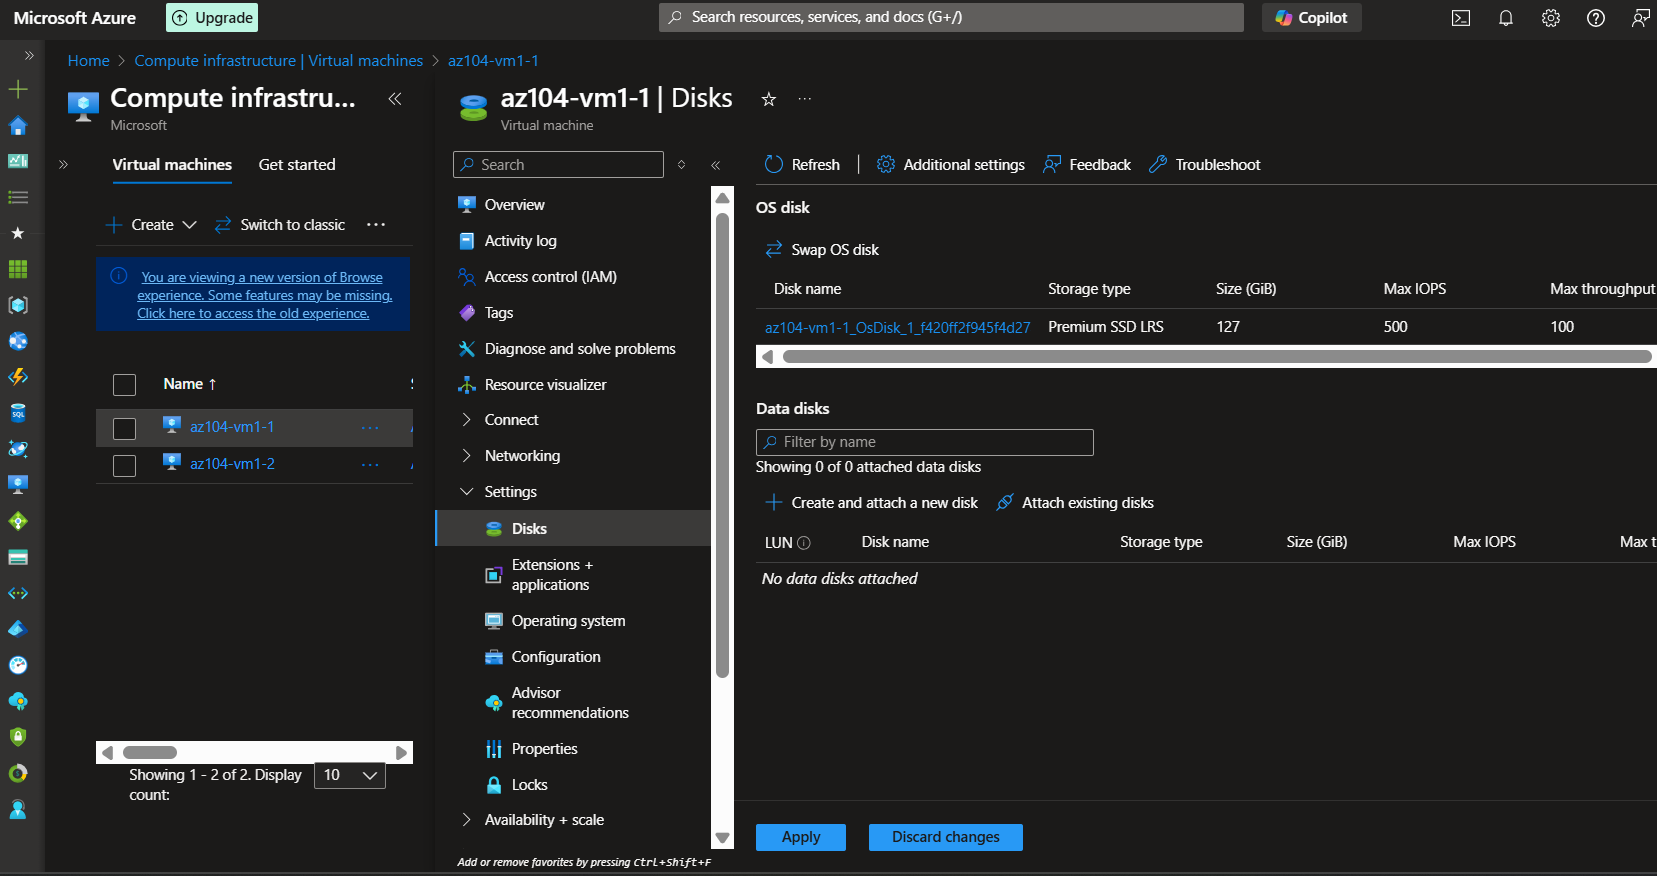 Microsoft Azure
Upgrade
Search resources, services, and docs (G+/)
Copilot
Home > Compute infrastructure | Virtual machines > az104-vm1-1
Compute infrastru...
Microsoft
Virtual machines
Get started
Create
Switch to classic
You are viewing a new version of Browse
experience. Some features may be missing.
Click here to access the old experience.
Name ↑
az104-vm1-1
az104-vm1-2
Showing 1 - 2 of 2. Display
count:
10
az104-vm1-1 | Disks
Virtual machine
Search
Overview
Activity log
Access control (IAM)
Tags
Diagnose and solve problems
Resource visualizer
Connect
Networking
Settings
Disks
Extensions +
applications
Operating system
Configuration
Advisor
recommendations
Properties
Locks
Availability + scale
Add or remove favorites by pressing Ctrl+Shift+F
Refresh
Additional settings
Feedback
Troubleshoot
OS disk
Swap OS disk
Disk name Storage type Size (GiB) Max IOPS Max throughput
az104-vm1-1_OsDisk_1_f420ff2f945f4d27 Premium SSD LRS 127 500 100
Data disks
Filter by name
Showing 0 of 0 attached data disks
Create and attach a new disk
Attach existing disks
LUN Disk name Storage type Size (GiB) Max IOPS Max t
No data disks attached
Apply
Discard changes